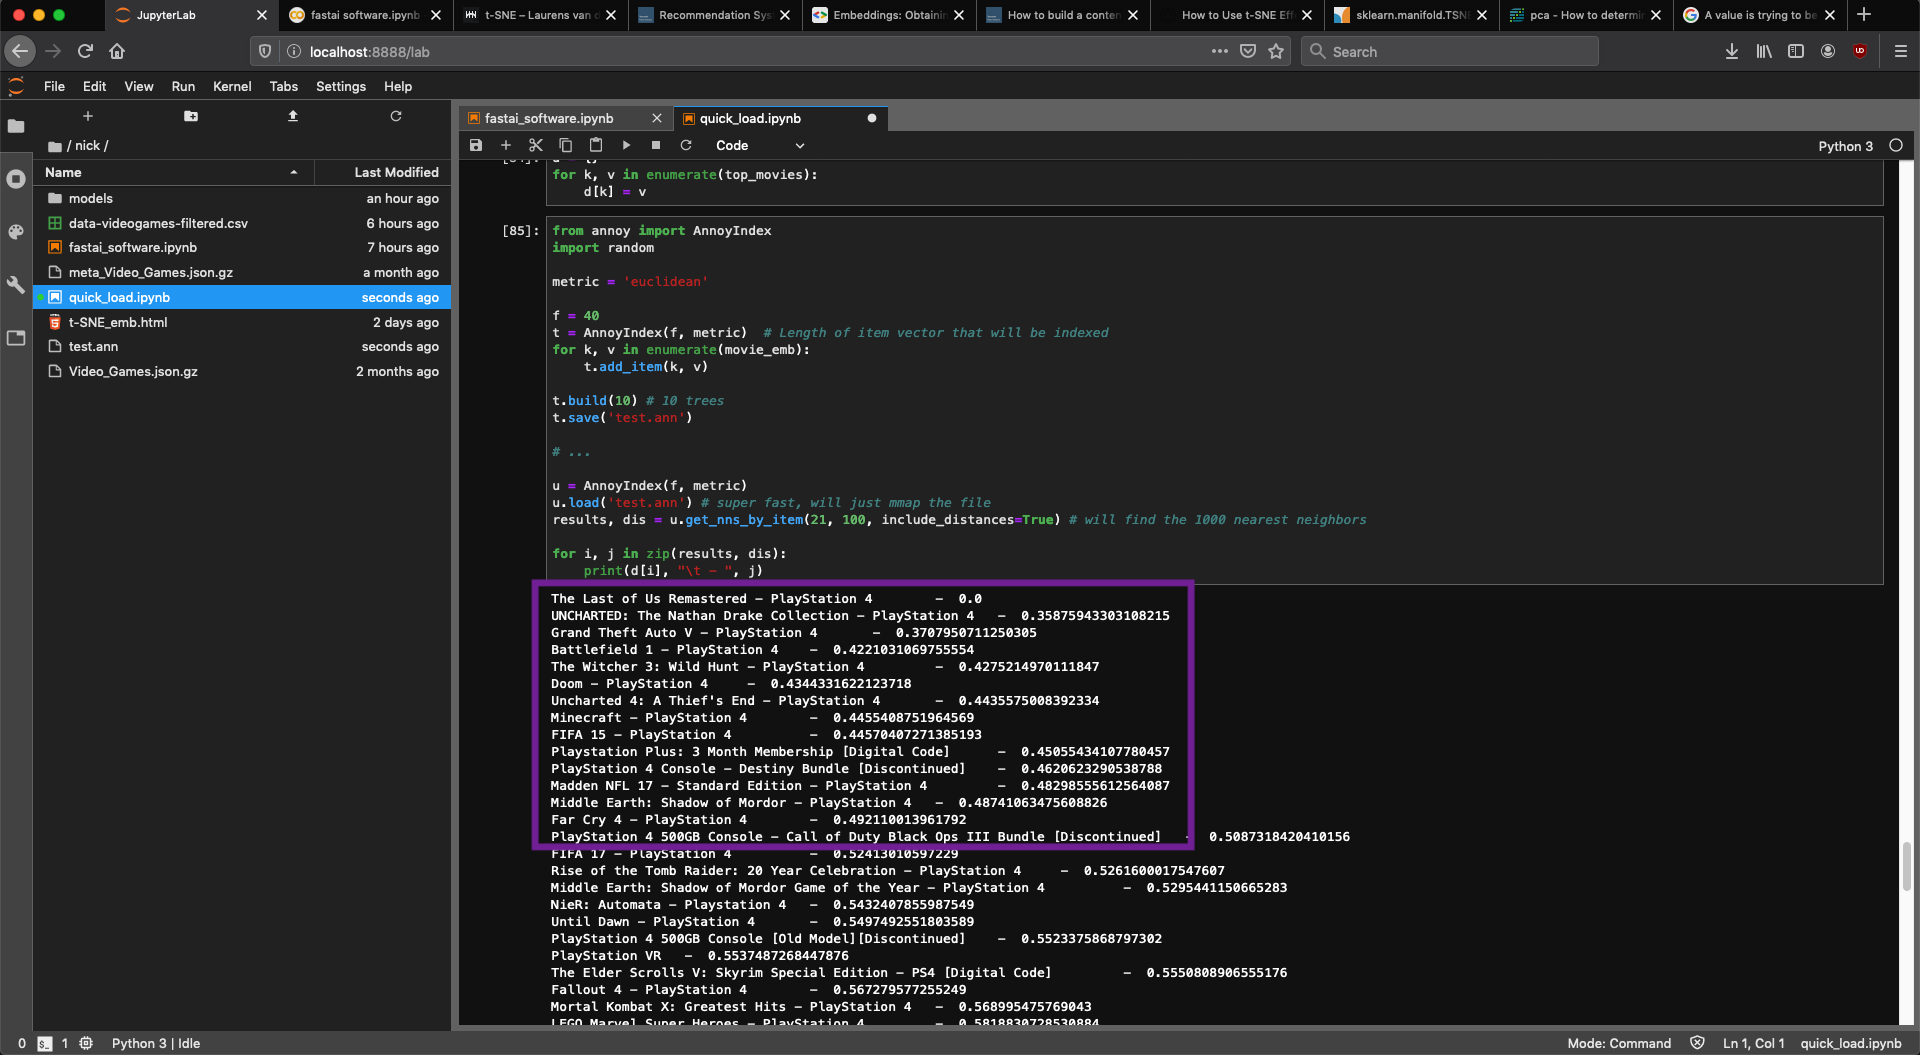 JupyterLab
fastai software.ipynb
t-SNE – Laurens van d
Recommendation Sys
Embeddings: Obtainin
How to build a conten
How to Use t-SNE Effe
sklearn.manifold.TSNE
pca - How to determin
A value is trying to be
localhost:8888/lab
Search
File Edit View Run Kernel Tabs Settings Help
/ nick /
Name Last Modified
models an hour ago
data-videogames-filtered.csv 6 hours ago
fastai_software.ipynb 7 hours ago
meta_Video_Games.json.gz a month ago
quick_load.ipynb seconds ago
t-SNE_emb.html 2 days ago
test.ann seconds ago
Video_Games.json.gz 2 months ago
fastai_software.ipynb
quick_load.ipynb
Code
Python 3
for k, v in enumerate(top_movies):
d[k] = v
[85]: from annoy import AnnoyIndex
import random
metric = 'euclidean'
f = 40
t = AnnoyIndex(f, metric)  # Length of item vector that will be indexed
for k, v in enumerate(movie_emb):
t.add_item(k, v)
t.build(10) # 10 trees
t.save('test.ann')
# ...
u = AnnoyIndex(f, metric)
u.load('test.ann') # super fast, will just mmap the file
results, dis = u.get_nns_by_item(21, 100, include_distances=True) # will find the 1000 nearest neighbors
for i, j in zip(results, dis):
print(d[i], "\t - ", j)
The Last of Us Remastered - PlayStation 4 - 0.0
UNCHARTED: The Nathan Drake Collection - PlayStation 4 - 0.35875943303108215
Grand Theft Auto V - PlayStation 4 - 0.3707950711250305
Battlefield 1 - PlayStation 4 - 0.4221031069755554
The Witcher 3: Wild Hunt - PlayStation 4 - 0.4275214970111847
Doom - PlayStation 4 - 0.4344331622123718
Uncharted 4: A Thief's End - PlayStation 4 - 0.4435575008392334
Minecraft - PlayStation 4 - 0.4455408751964569
FIFA 15 - PlayStation 4 - 0.44570407271385193
Playstation Plus: 3 Month Membership [Digital Code] - 0.45055434107780457
PlayStation 4 Console - Destiny Bundle [Discontinued] - 0.4620623290538788
Madden NFL 17 - Standard Edition - PlayStation 4 - 0.48298555612564087
Middle Earth: Shadow of Mordor - PlayStation 4 - 0.48741063475608826
Far Cry 4 - PlayStation 4 - 0.492110013961792
PlayStation 4 500GB Console - Call of Duty Black Ops III Bundle [Discontinued] - 0.5087318420410156
FIFA 17 - PlayStation 4 - 0.52413010597229
Rise of the Tomb Raider: 20 Year Celebration - PlayStation 4 - 0.5261600017547607
Middle Earth: Shadow of Mordor Game of the Year - PlayStation 4 - 0.5295441150665283
NieR: Automata - Playstation 4 - 0.5432407855987549
Until Dawn - PlayStation 4 - 0.5497492551803589
PlayStation 4 500GB Console [Old Model][Discontinued] - 0.5523375868797302
PlayStation VR - 0.5537487268447876
The Elder Scrolls V: Skyrim Special Edition - PS4 [Digital Code] - 0.5550808906555176
Fallout 4 - PlayStation 4 - 0.567279577255249
Mortal Kombat X: Greatest Hits - PlayStation 4 - 0.568995475769043
LEGO Marvel Super Heroes - PlayStation 4 - 0.5818830728530884
0 1 Python 3 | Idle Mode: Command Ln 1, Col 1 quick_load.ipynb